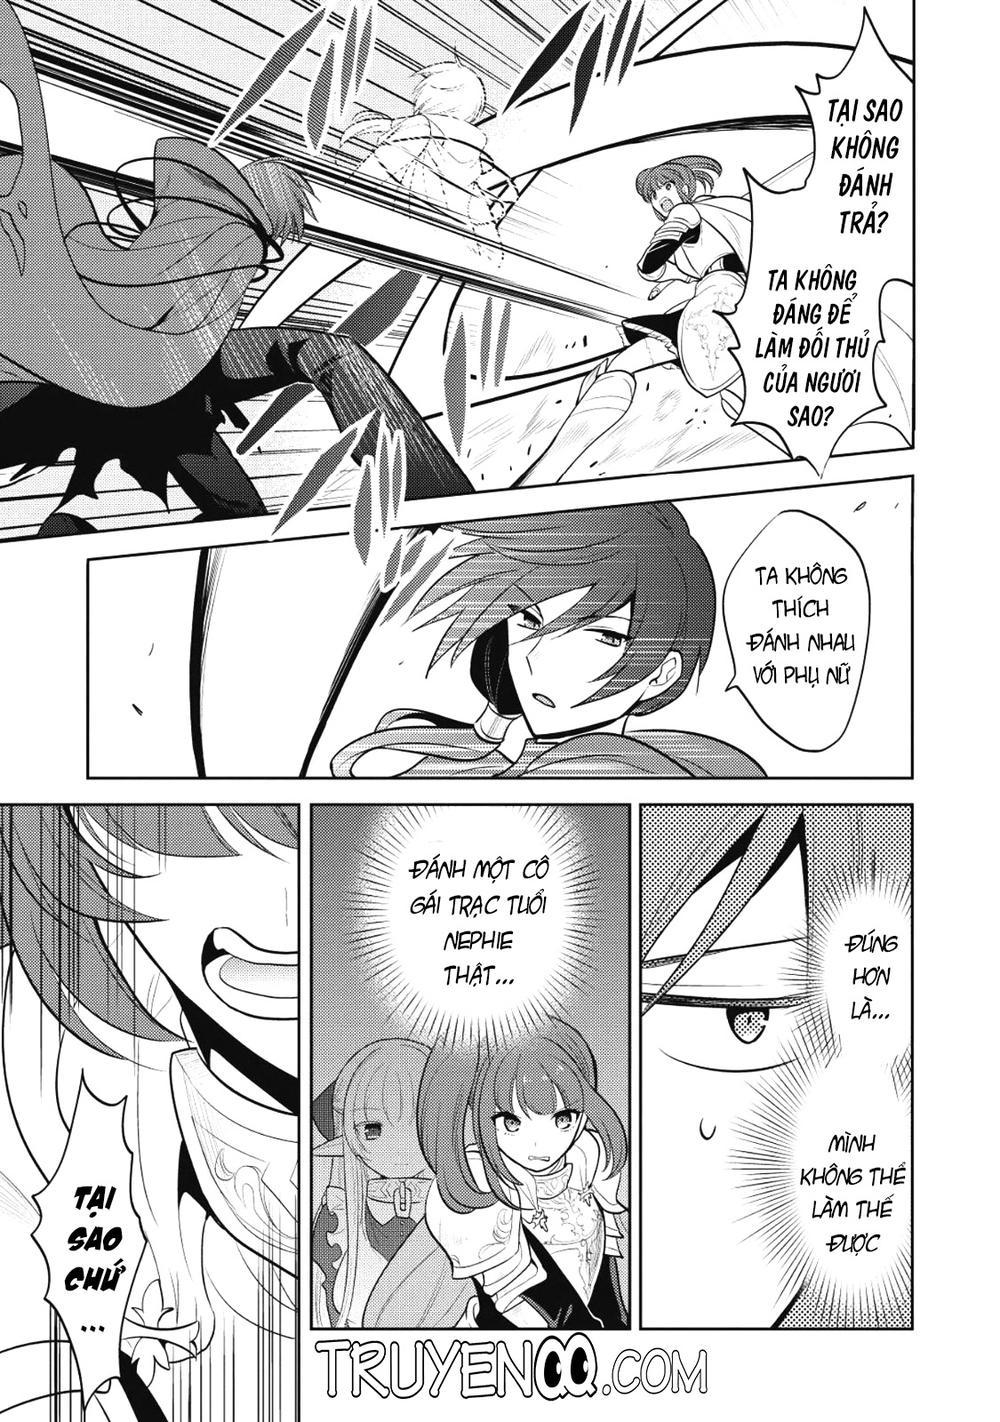 TẠI SAO
KHÔNG
ĐÁNH
TRẢ?
TA KHÔNG
ĐÁNG ĐỂ
LÀM ĐỐI THỦ
CỦA NGƯƠI
SAO?
TA KHÔNG
THÍCH
ĐÁNH NHAU
VỚI PHỤ NỮ
ĐÚNG
HƠN
LÀ...
MÌNH
KHÔNG THỂ
LÀM THẾ
ĐƯỢC
ĐÁNH MỘT CÔ
GÁI TRẠC TUỔI
NEPHIE
THẬT...
TẠI
SAO
CHỨ
...
TRUYENQQ.COM